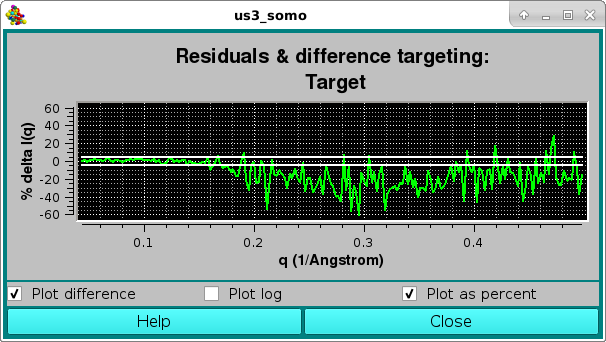 us3_somo
Residuals & difference targeting:
Target
% delta I(q)
60
40
20
0
-20
-40
-60
0.1 0.2 0.3 0.4
q (1/Angstrom)
Plot difference Plot log Plot as percent
Help Close